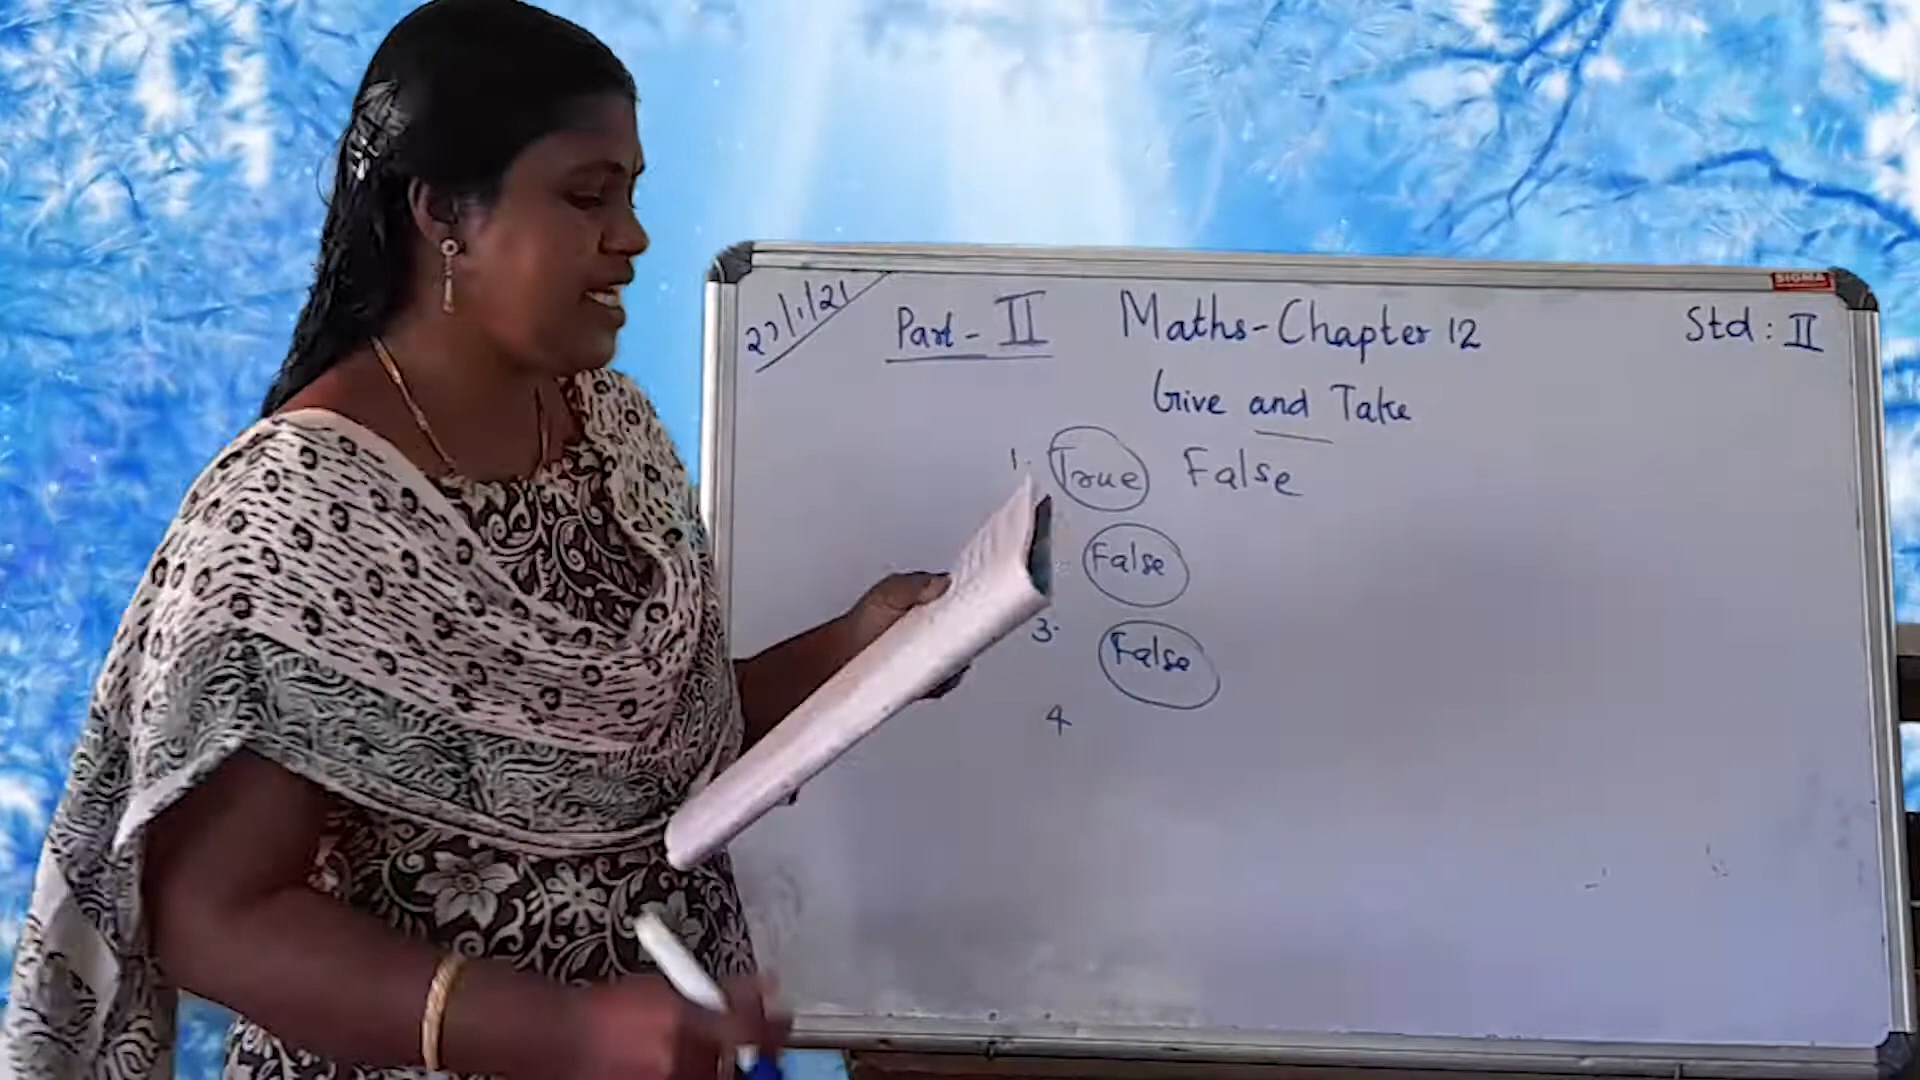 SIGMA
27/1/21
Part - II Maths - Chapter 12 Std : II
Give and Take
1. True False
False
3. False
4